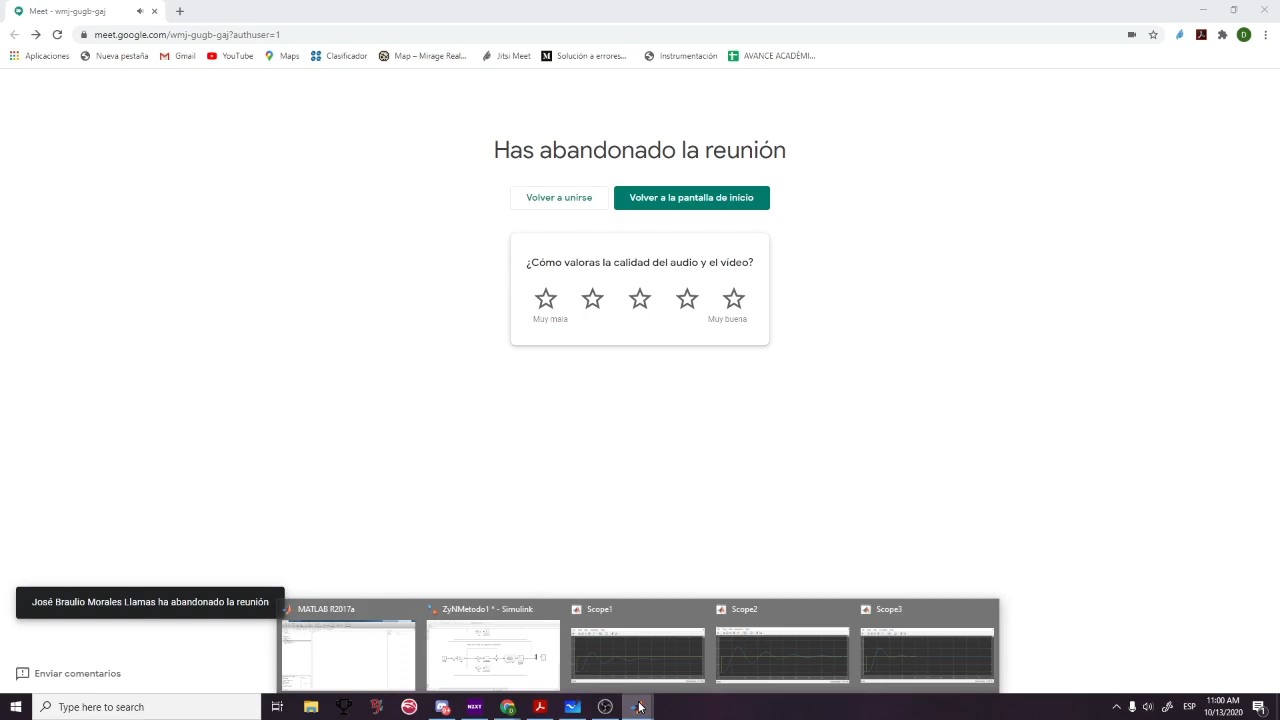 Meet - wmj-gugb-gaj
meet.google.com/wmj-gugb-gaj?authuser=1
Aplicaciones Nueva pestaña Gmail YouTube Maps Clasificador Map – Mirage Real... Jitsi Meet Solución a errores... Instrumentación AVANCE ACADÉMI...
D
Has abandonado la reunión
Volver a unirse Volver a la pantalla de inicio
¿Cómo valoras la calidad del audio y el vídeo?
Muy mala Muy buena
José Braulio Morales Llamas ha abandonado la reunión
MATLAB R2017a ZyNMetodo1 * - Simulink Scope1 Scope2 Scope3
Enviar comentarios
Type here to search
ESP
11:00 AM
10/13/2020